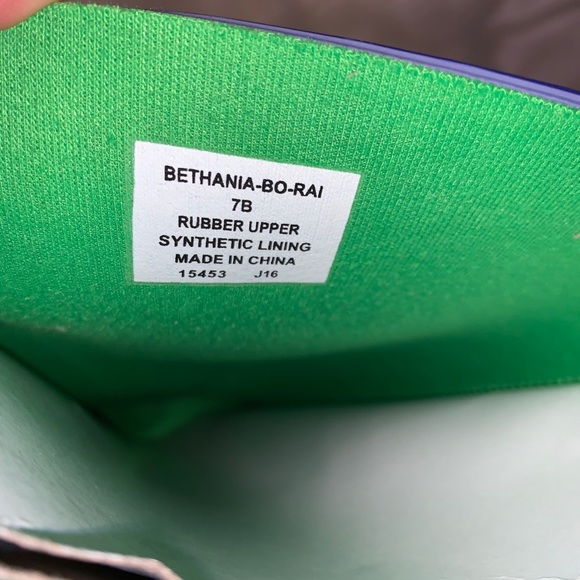 BETHANIA-BO-RAI
7B
RUBBER UPPER
SYNTHETIC LINING
MADE IN CHINA
15453 J16